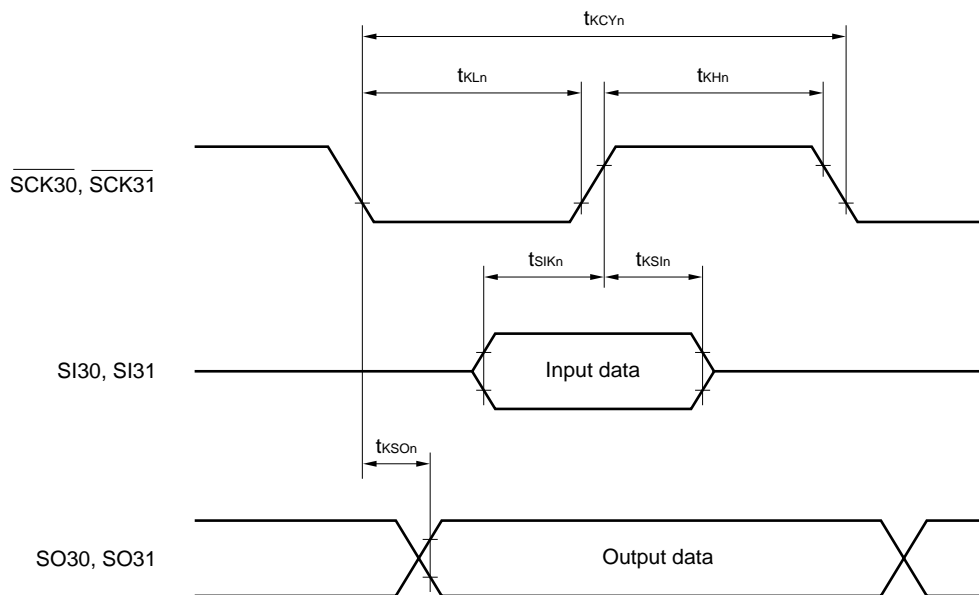 tKCYn
tKLn
tKHn
SCK30, SCK31
tSIKn
tKSIn
SI30, SI31
Input data
tKSOn
SO30, SO31
Output data